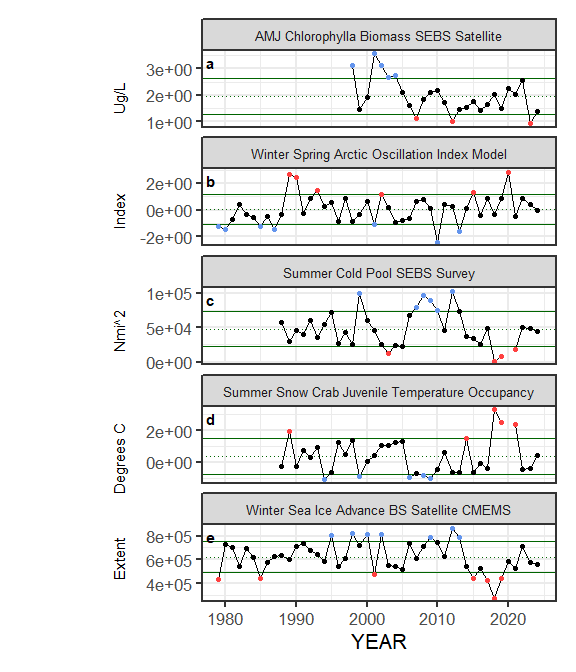 AMJ Chlorophylla Biomass SEBS Satellite
a
3e+00
2e+00
1e+00
Ug/L
Winter Spring Arctic Oscillation Index Model
b
2e+00
0e+00
-2e+00
Index
Summer Cold Pool SEBS Survey
c
1e+05
5e+04
0e+00
Nmi^2
Summer Snow Crab Juvenile Temperature Occupancy
d
2e+00
0e+00
Degrees C
Winter Sea Ice Advance BS Satellite CMEMS
e
8e+05
6e+05
4e+05
Extent
1980 1990 2000 2010 2020
YEAR